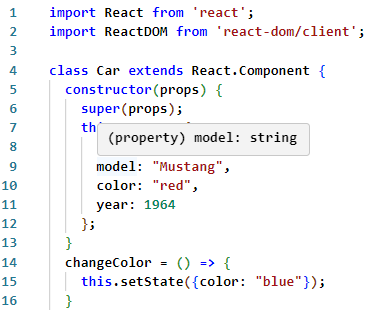 1 import React from 'react';
2 import ReactDOM from 'react-dom/client';
3
4 class Car extends React.Component {
5 constructor(props) {
6 super(props);
7 thi
(property) model: string
8
9 model: "Mustang",
10 color: "red",
11 year: 1964
12 };
13 }
14 changeColor = () => {
15 this.setState({color: "blue"});
16 }